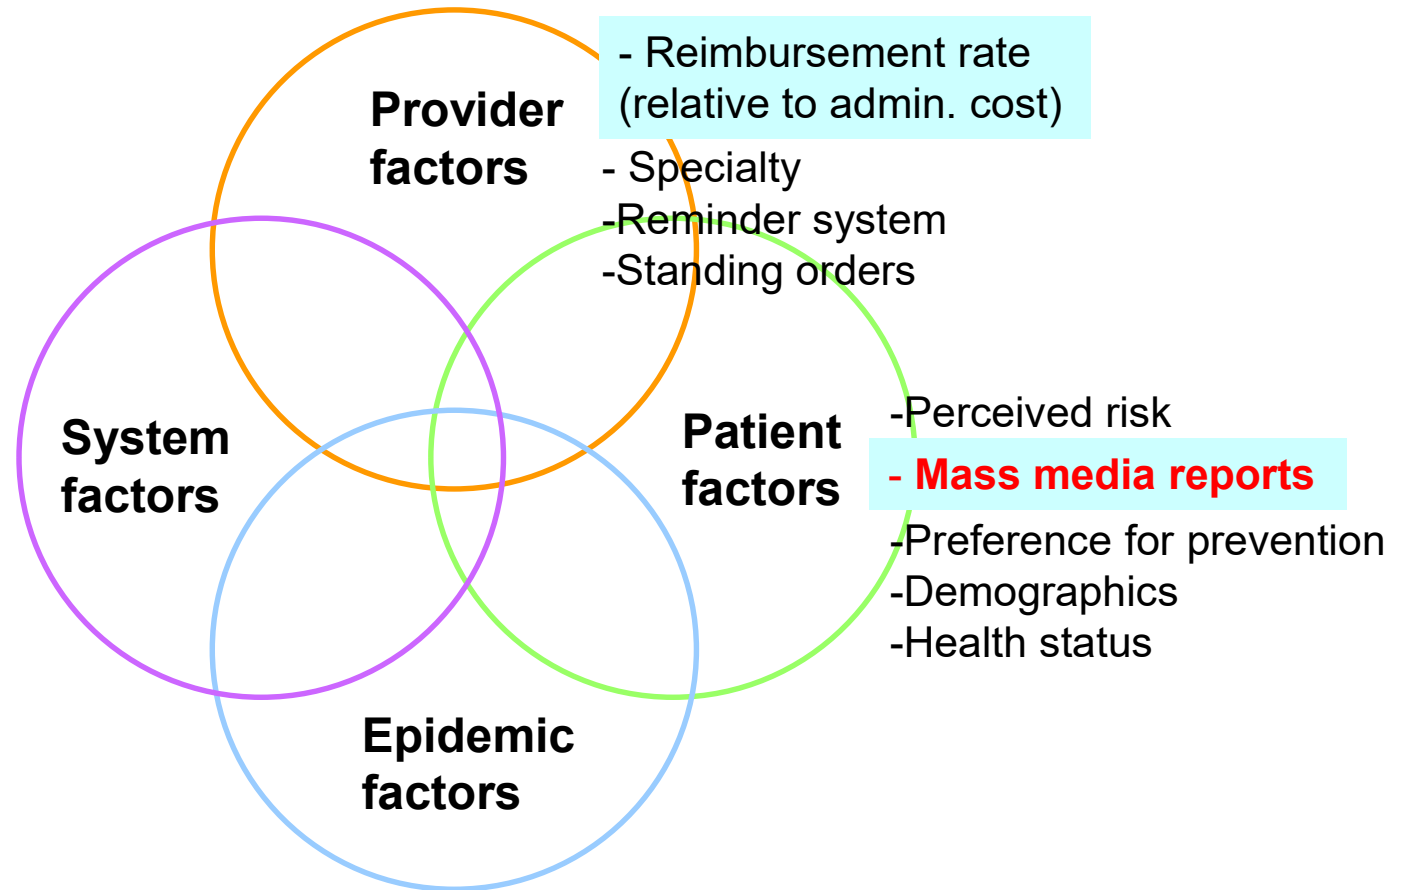 Provider
factors
- Reimbursement rate
(relative to admin. cost)
- Specialty
-Reminder system
-Standing orders
System
factors
Patient
factors
-Perceived risk
- Mass media reports
-Preference for prevention
-Demographics
-Health status
Epidemic
factors